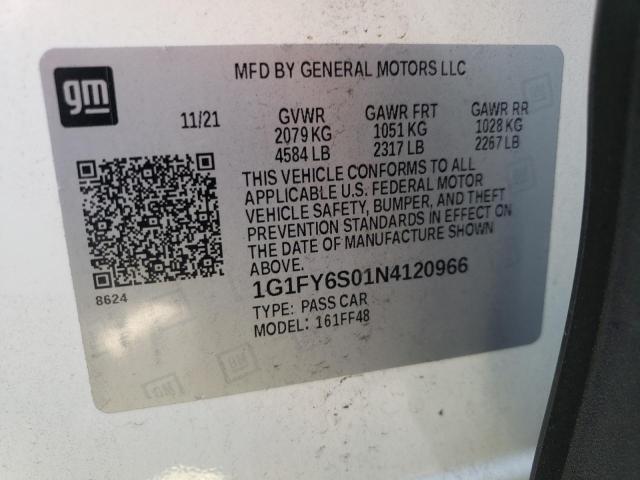 gm
MFD BY GENERAL MOTORS LLC
11/21
GVWR GAWR FRT GAWR RR
2079 KG 1051 KG 1028 KG
4584 LB 2317 LB 2267 LB
THIS VEHICLE CONFORMS TO ALL
APPLICABLE U.S. FEDERAL MOTOR
VEHICLE SAFETY, BUMPER, AND THEFT
PREVENTION STANDARDS IN EFFECT ON
THE DATE OF MANUFACTURE SHOWN
ABOVE.
8624
1G1FY6S01N4120966
TYPE: PASS CAR
MODEL: 161FF48